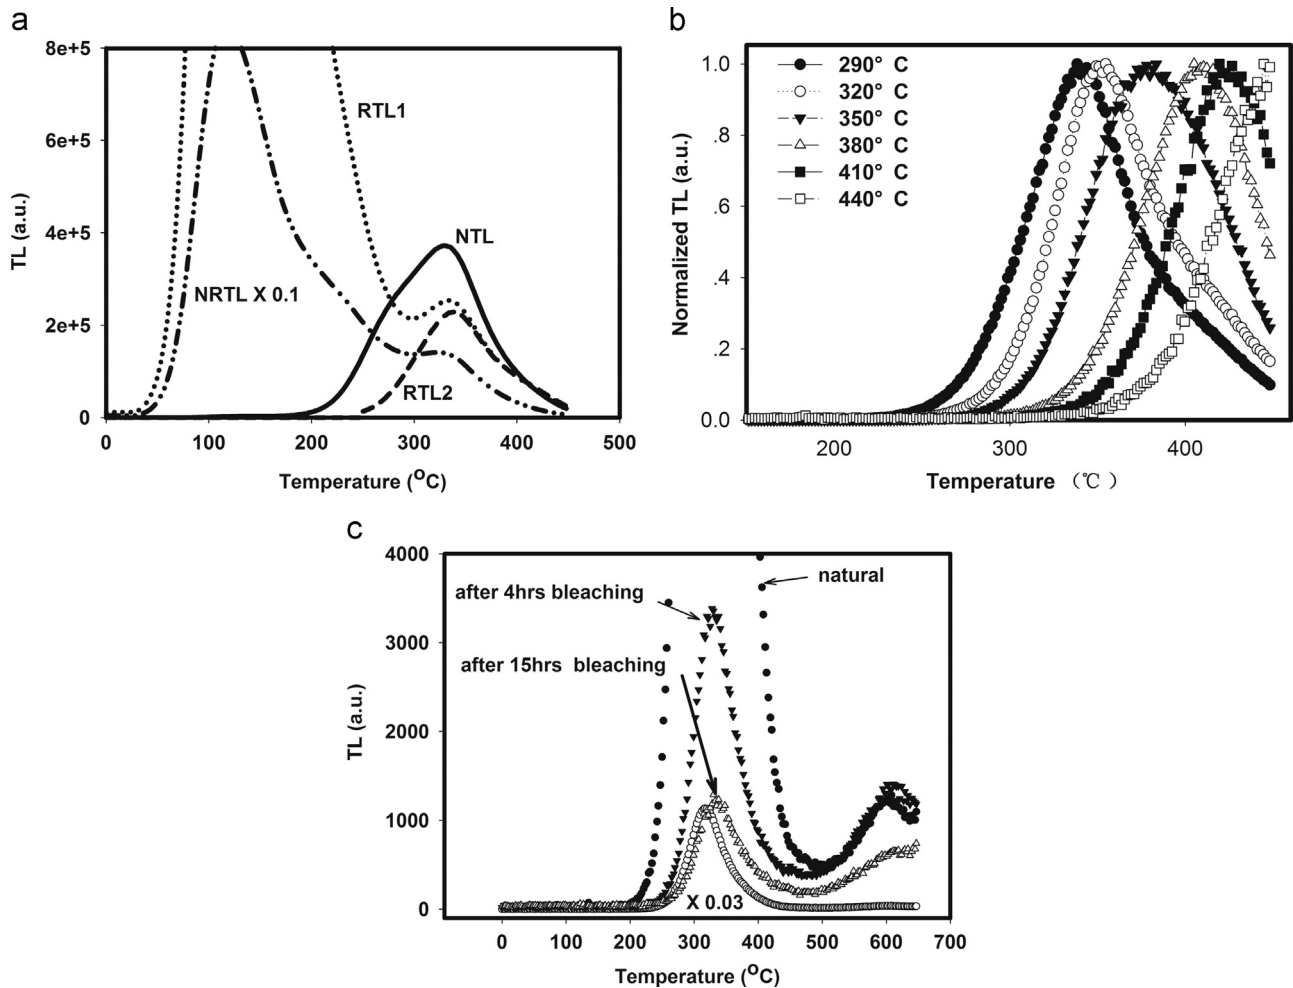 a
8e+5
6e+5
4e+5
2e+5
0
TL (a.u.)
RTL1
NTL
NRTL X 0.1
RTL2
0 100 200 300 400 500
Temperature (OC)
b
290° C
320° C
350° C
380° C
410° C
440° C
1.0
.8
.6
.4
.2
0.0
Normalized TL (a.u.)
200 300 400
Temperature (℃)
c
4000
3000
2000
1000
0
TL (a.u.)
natural
after 4hrs bleaching
after 15hrs bleaching
X 0.03
0 100 200 300 400 500 600 700
Temperature (OC)